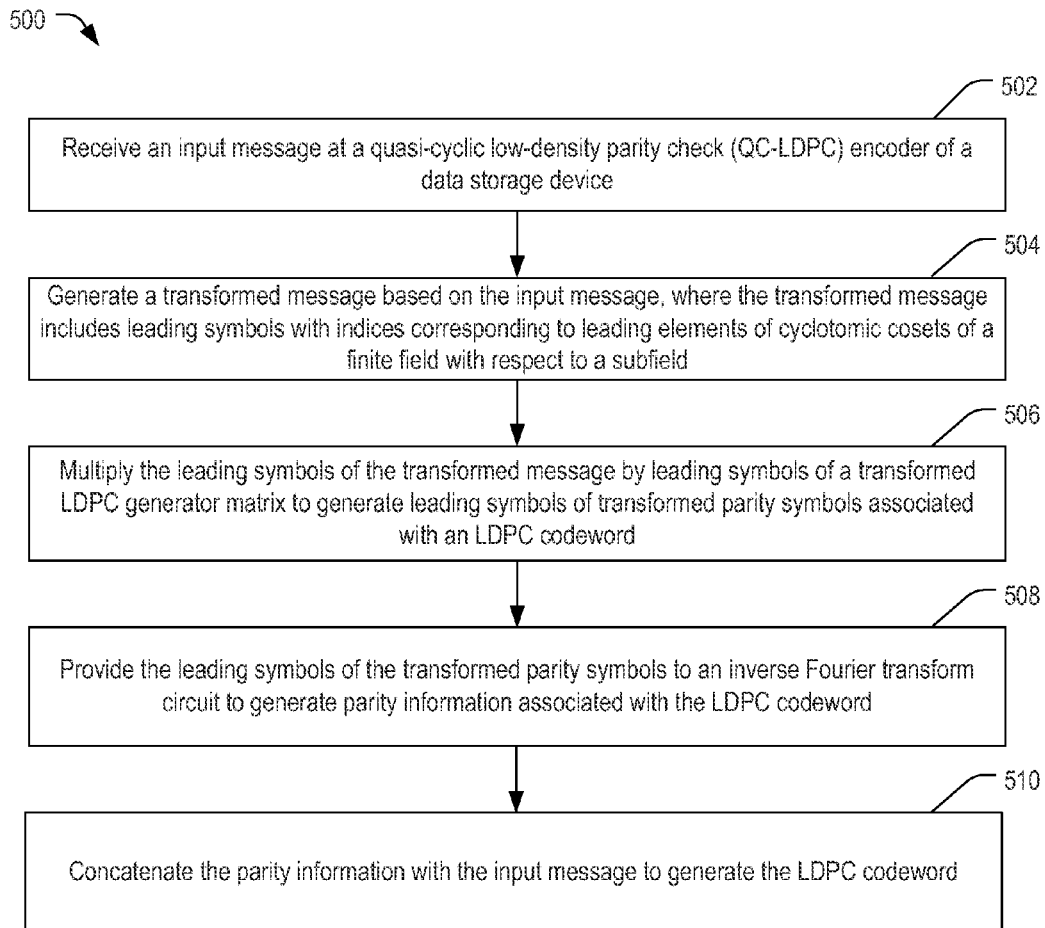 500
502
Receive an input message at a quasi-cyclic low-density parity check (QC-LDPC) encoder of a
data storage device
504
Generate a transformed message based on the input message, where the transformed message
includes leading symbols with indices corresponding to leading elements of cyclotomic cosets of a
finite field with respect to a subfield
506
Multiply the leading symbols of the transformed message by leading symbols of a transformed
LDPC generator matrix to generate leading symbols of transformed parity symbols associated
with an LDPC codeword
508
Provide the leading symbols of the transformed parity symbols to an inverse Fourier transform
circuit to generate parity information associated with the LDPC codeword
510
Concatenate the parity information with the input message to generate the LDPC codeword